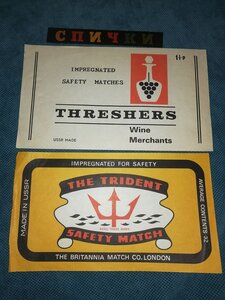 СПИЧКИ
IMPREGNATED
SAFETY MATCHES
THRESHERS
Wine
Merchants
USSR MADE
IMPREGNATED FOR SAFETY
MADE IN USSR
THE TRIDENT
SAFETY MATCH
AVERAGE CONTENTS 32
THE BRITANNIA MATCH CO. LONDON